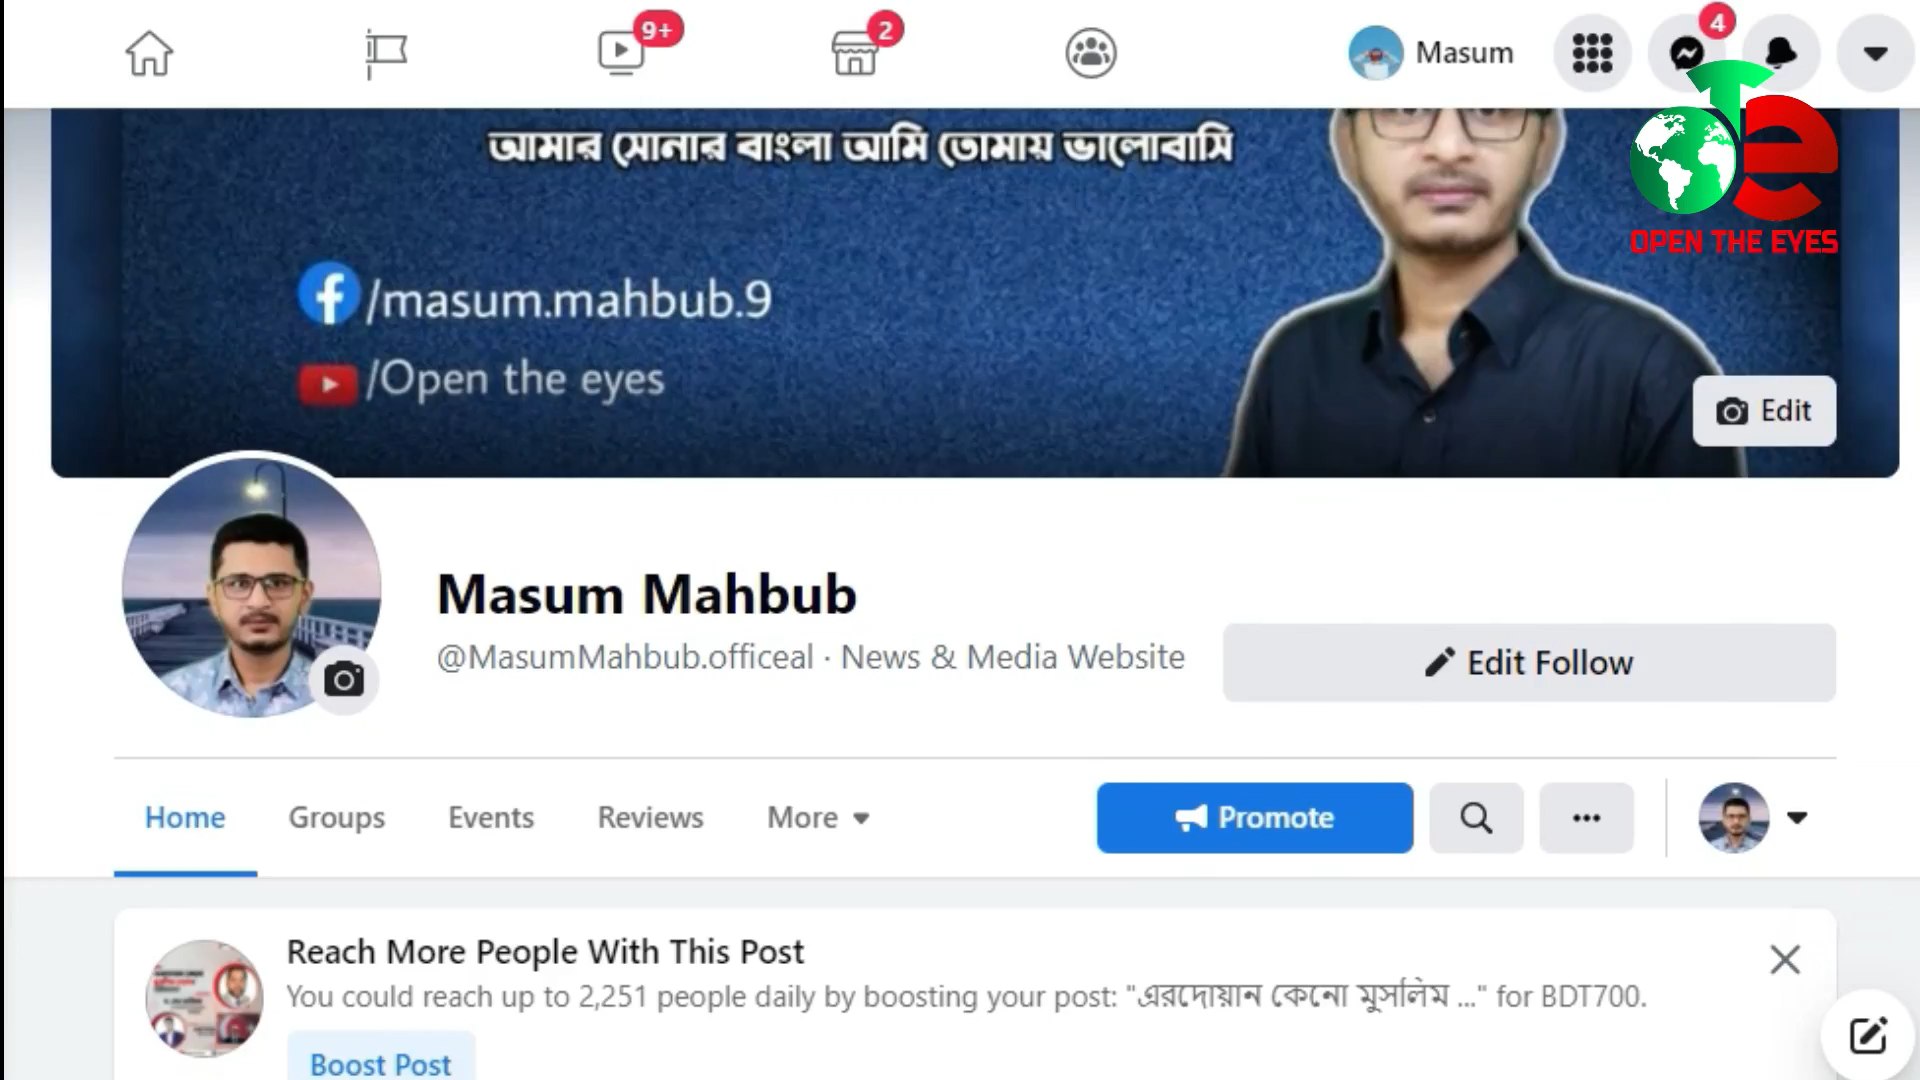 9+
2
Masum
4
আমার সোনার বাংলা আমি তোমায় ভালোবাসি
OPEN THE EYES
/masum.mahbub.9
/Open the eyes
Edit
Masum Mahbub
@MasumMahbub.officeal · News & Media Website
Edit Follow
Home Groups Events Reviews More
Promote
Reach More People With This Post
You could reach up to 2,251 people daily by boosting your post: "এরদোয়ান কেনো মুসলিম ..." for BDT700.
Boost Post